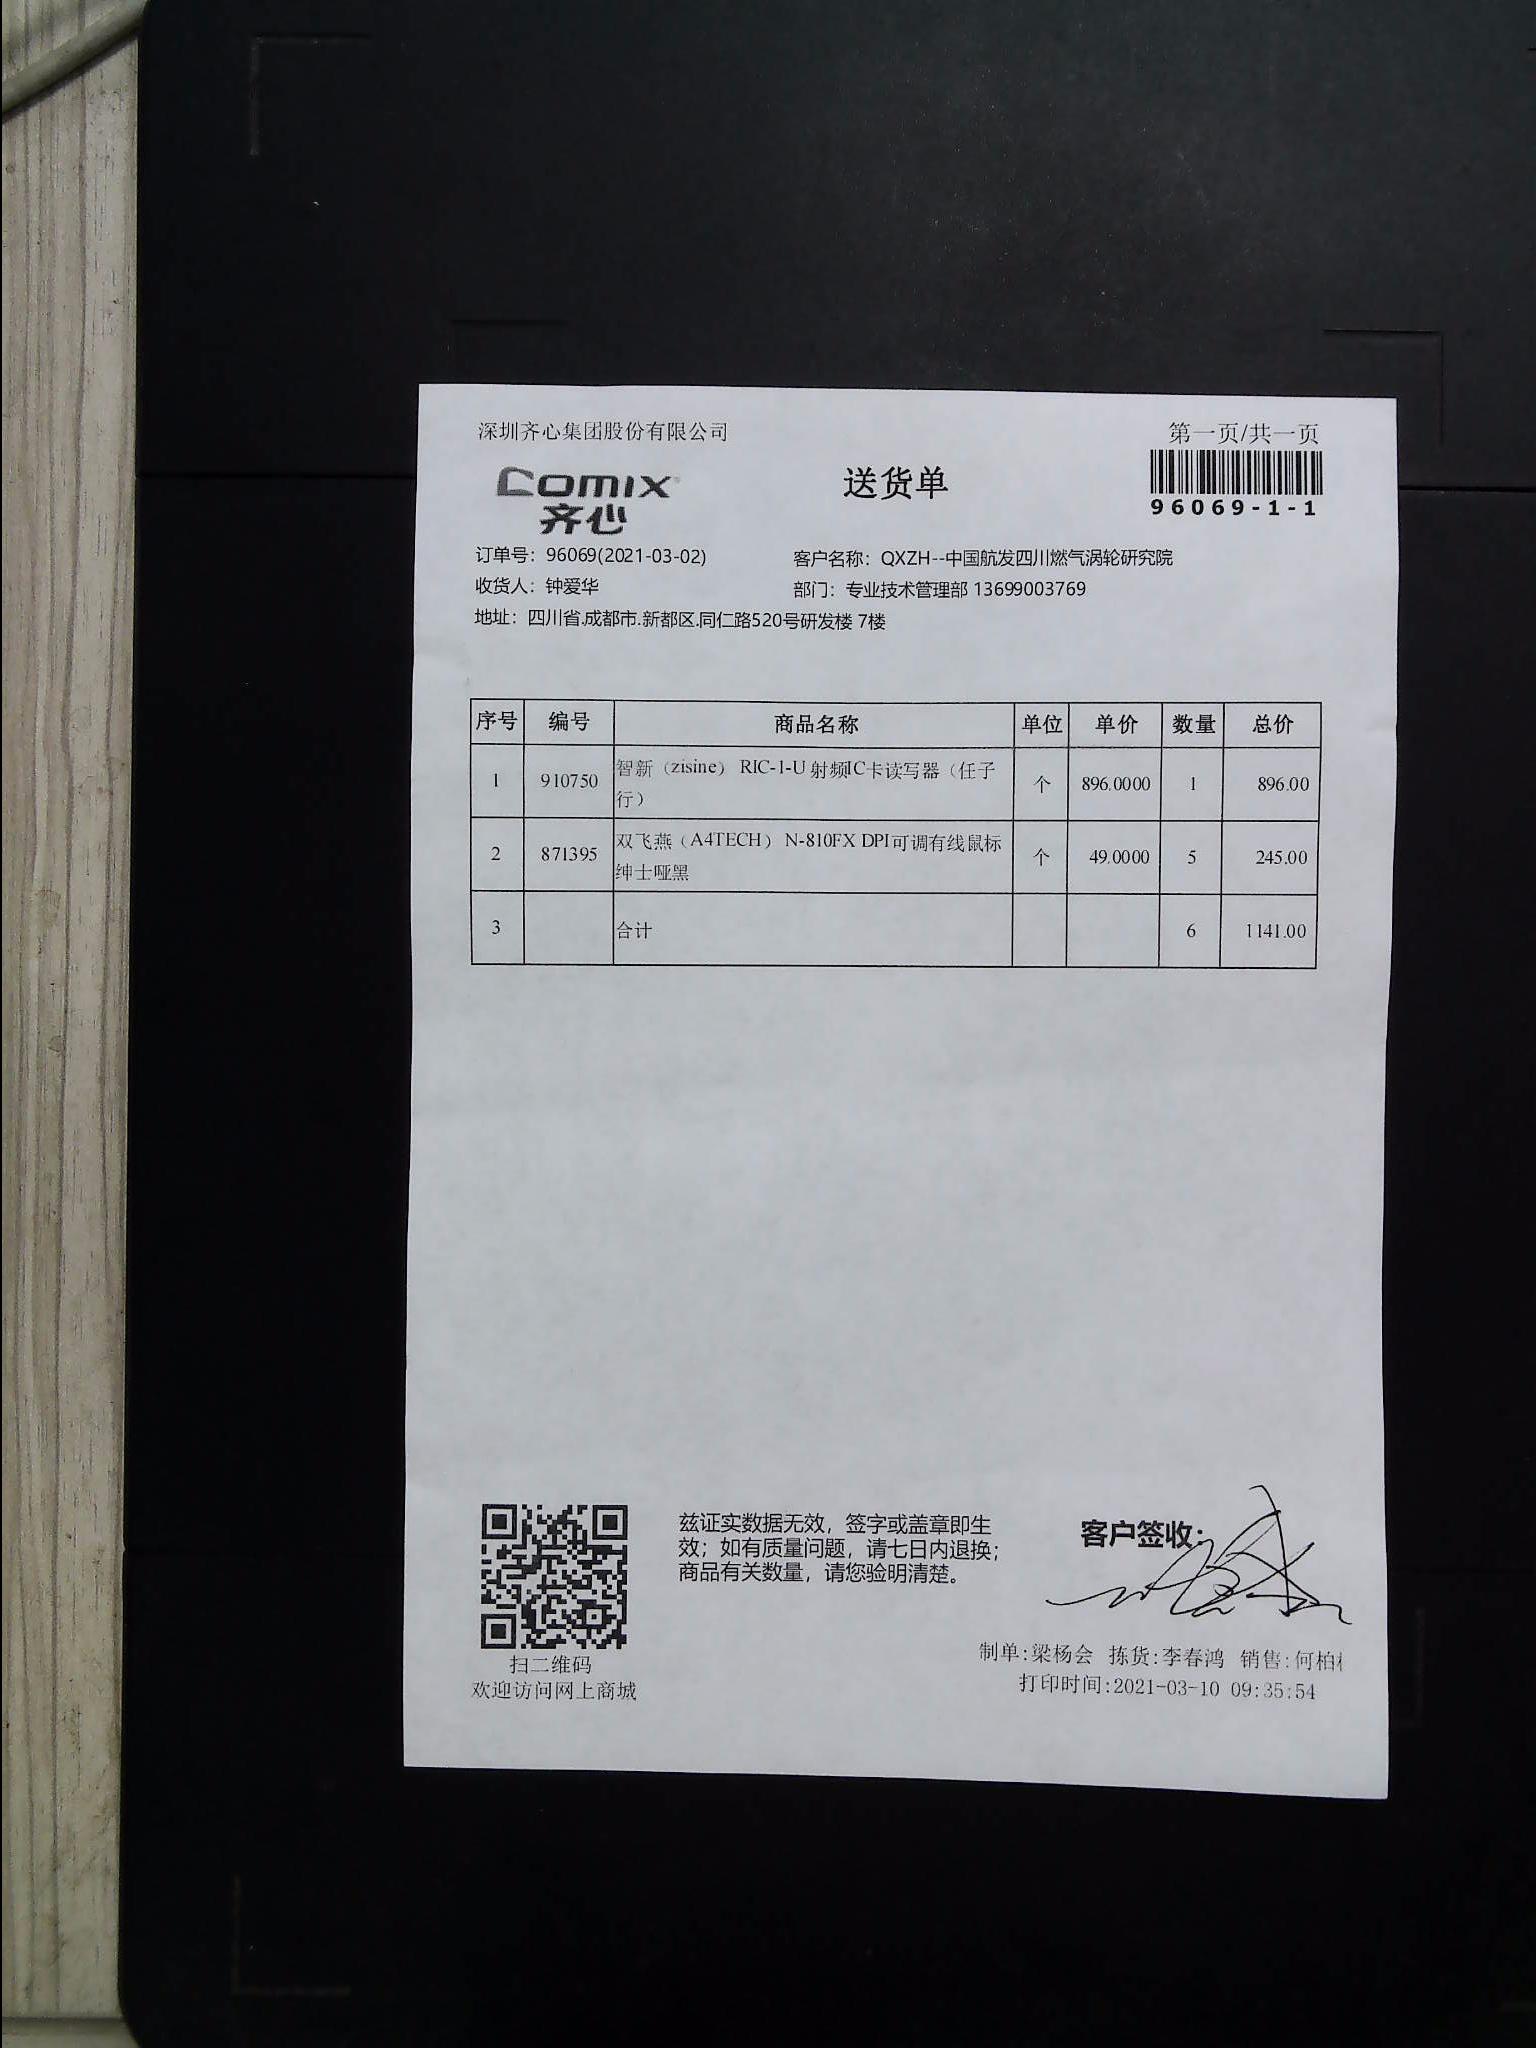 深圳齐心集团股份有限公司
第一页/共一页
comix
齐心
送货单
96069-1-1
订单号：96069(2021-03-02)
客户名称：QXZH--中国航发四川燃气涡轮研究院
收货人：钟爱华
部门：专业技术管理部 13699003769
地址：四川省.成都市.新都区.同仁路520号研发楼 7楼
序号 编号 商品名称 单位 单价 数量 总价
1 910750 智新（zisine） RIC-1-U 射频IC卡读写器（任子行） 个 896.0000 1 896.00
2 871395 双飞燕（A4TECH） N-810FX DPI可调有线鼠标 绅士哑黑 个 49.0000 5 245.00
3 合计 6 1141.00
兹证实数据无效，签字或盖章即生
效；如有质量问题，请七日内退换；
商品有关数量，请您验明清楚。
客户签收：
扫二维码
欢迎访问网上商城
制单:梁杨会 拣货:李春鸿 销售:何柏
打印时间:2021-03-10 09:35:54